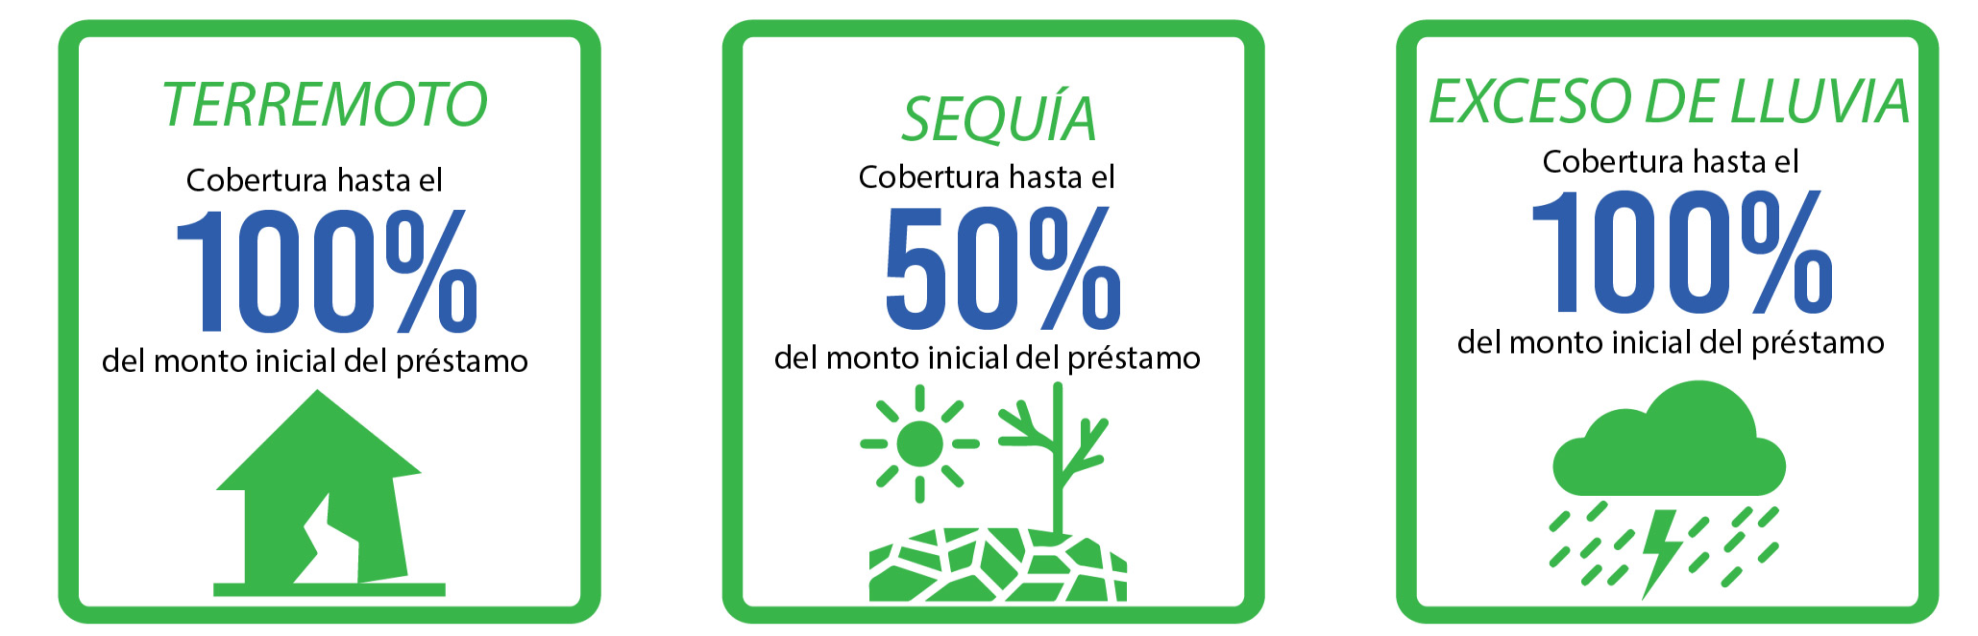 TERREMOTO
Cobertura hasta el
100%
del monto inicial del préstamo
SEQUÍA
Cobertura hasta el
50%
del monto inicial del préstamo
EXCESO DE LLUVIA
Cobertura hasta el
100%
del monto inicial del préstamo